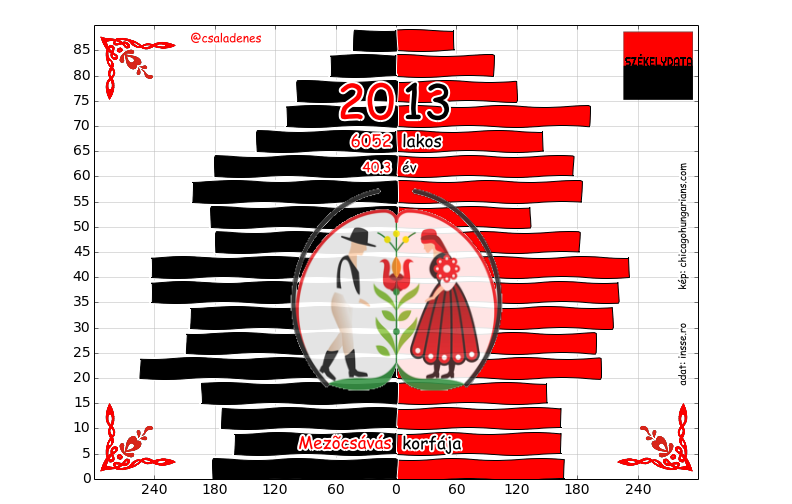 @csaladenes
SZÉKELYDATA
2013
6052 lakos
40.3 év
kép: chicagohungarians.com
adat: insse.ro
Mezőcsávás korfája
85
80
75
70
65
60
55
50
45
40
35
30
25
20
15
10
5
0
240 180 120 60 0 60 120 180 240